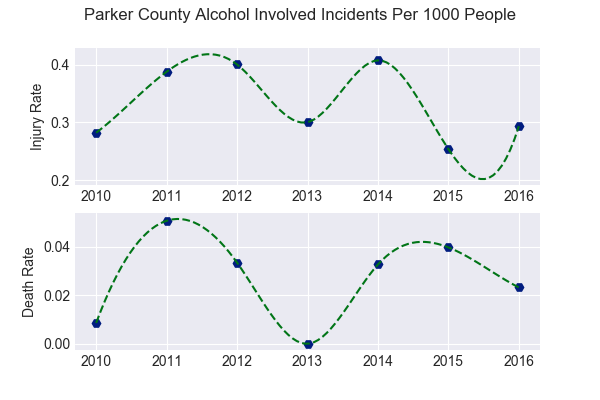 Parker County Alcohol Involved Incidents Per 1000 People
Injury Rate
0.4
0.3
0.2
2010 2011 2012 2013 2014 2015 2016
Death Rate
0.04
0.02
0.00
2010 2011 2012 2013 2014 2015 2016